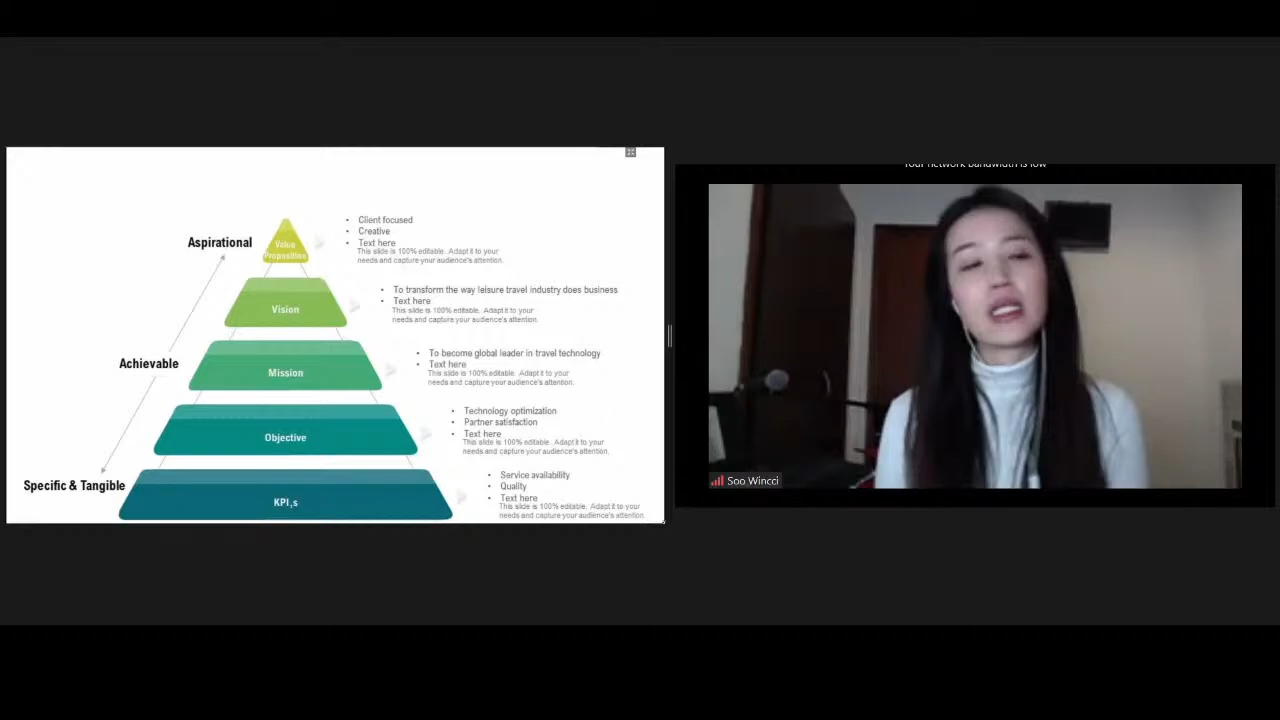 Your network bandwidth is low
Aspirational
Value
Proposition
• Client focused
• Creative
• Text here
This slide is 100% editable. Adapt it to your
needs and capture your audience's attention.
Vision
• To transform the way leisure travel industry does business
• Text here
This slide is 100% editable. Adapt it to your
needs and capture your audience's attention.
Achievable
Mission
• To become global leader in travel technology
• Text here
This slide is 100% editable. Adapt it to your
needs and capture your audience's attention.
Objective
• Technology optimization
• Partner satisfaction
• Text here
This slide is 100% editable. Adapt it to your
needs and capture your audience's attention.
Specific & Tangible
KPI,s
• Service availability
• Quality
• Text here
This slide is 100% editable. Adapt it to your
needs and capture your audience's attention.
Soo Wincci